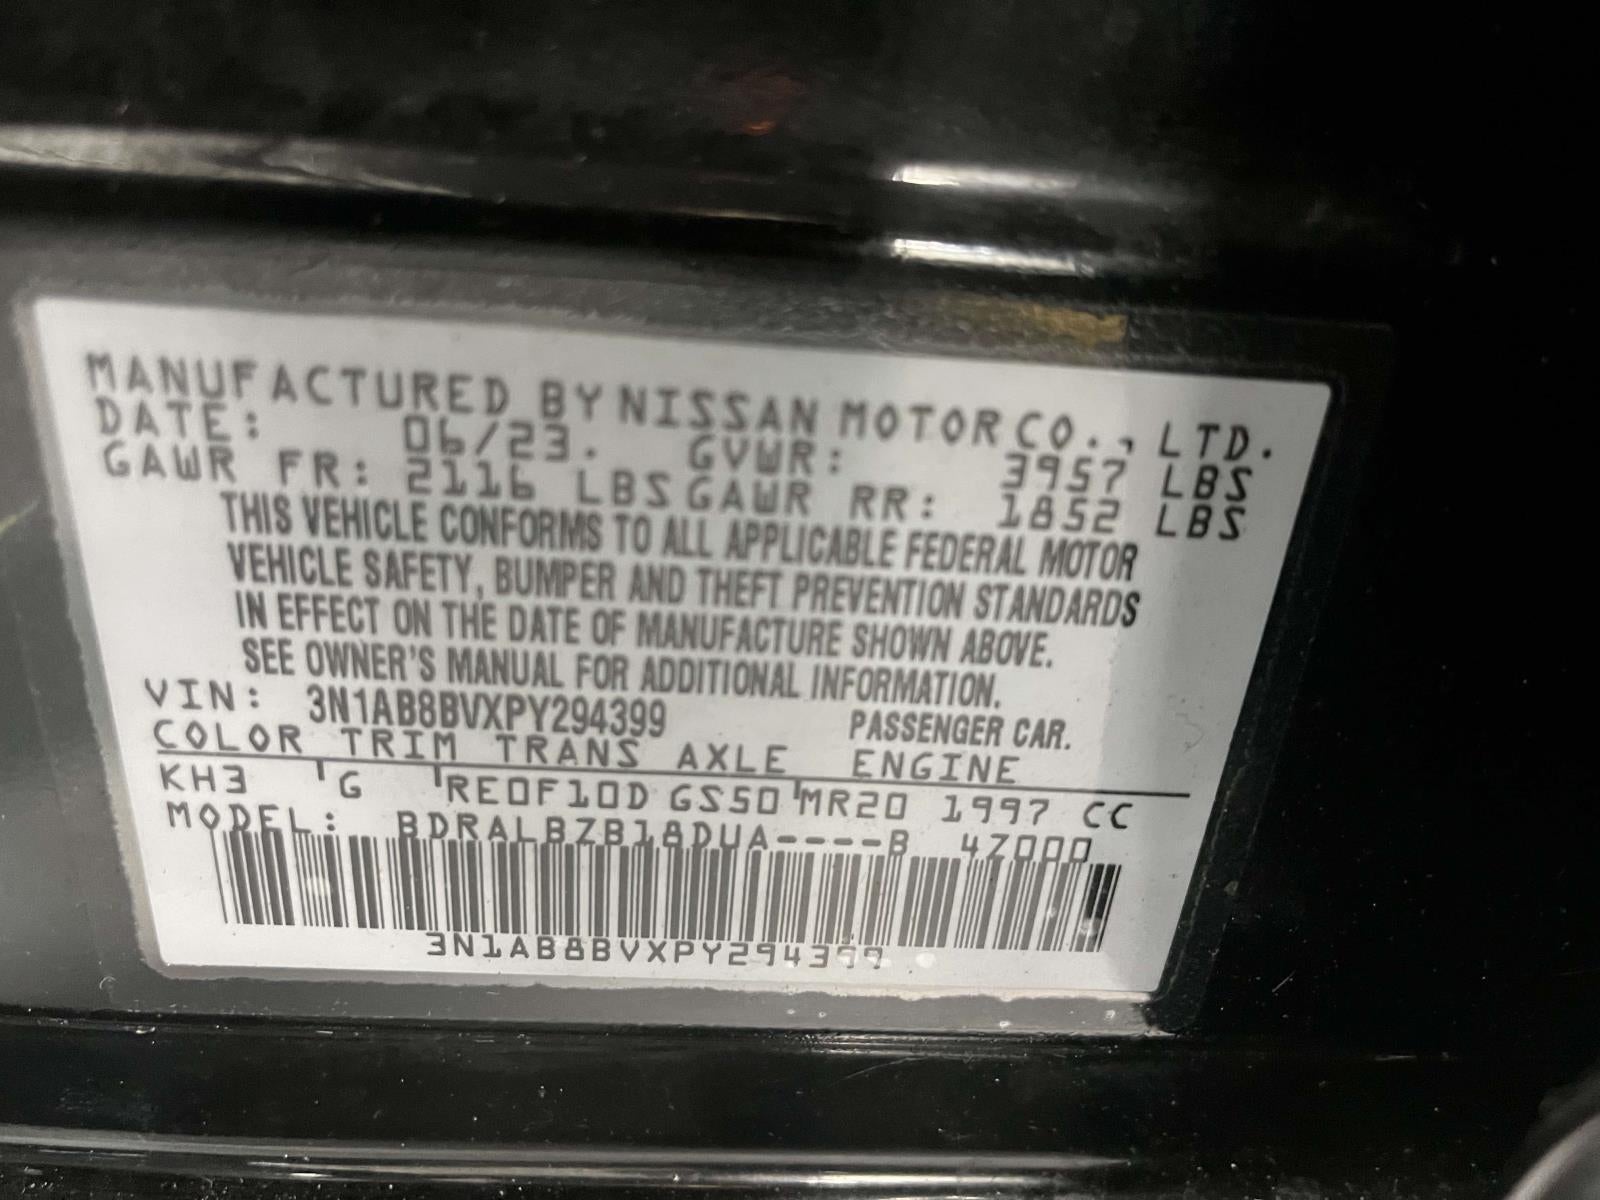 MANUFACTURED BY NISSAN MOTOR CO., LTD.
DATE: 06/23. GVWR: 3957 LBS
GAWR FR: 2116 LBS GAWR RR: 1852 LBS
THIS VEHICLE CONFORMS TO ALL APPLICABLE FEDERAL MOTOR
VEHICLE SAFETY, BUMPER AND THEFT PREVENTION STANDARDS
IN EFFECT ON THE DATE OF MANUFACTURE SHOWN ABOVE.
SEE OWNER'S MANUAL FOR ADDITIONAL INFORMATION.
VIN: 3N1AB8BVXPY294399 PASSENGER CAR.
COLOR TRIM TRANS AXLE ENGINE
KH3 G RE0F10D GS50 MR20 1997 CC
MODEL: BDRALBZB18DUA----B 4Z000
3N1AB8BVXPY294399